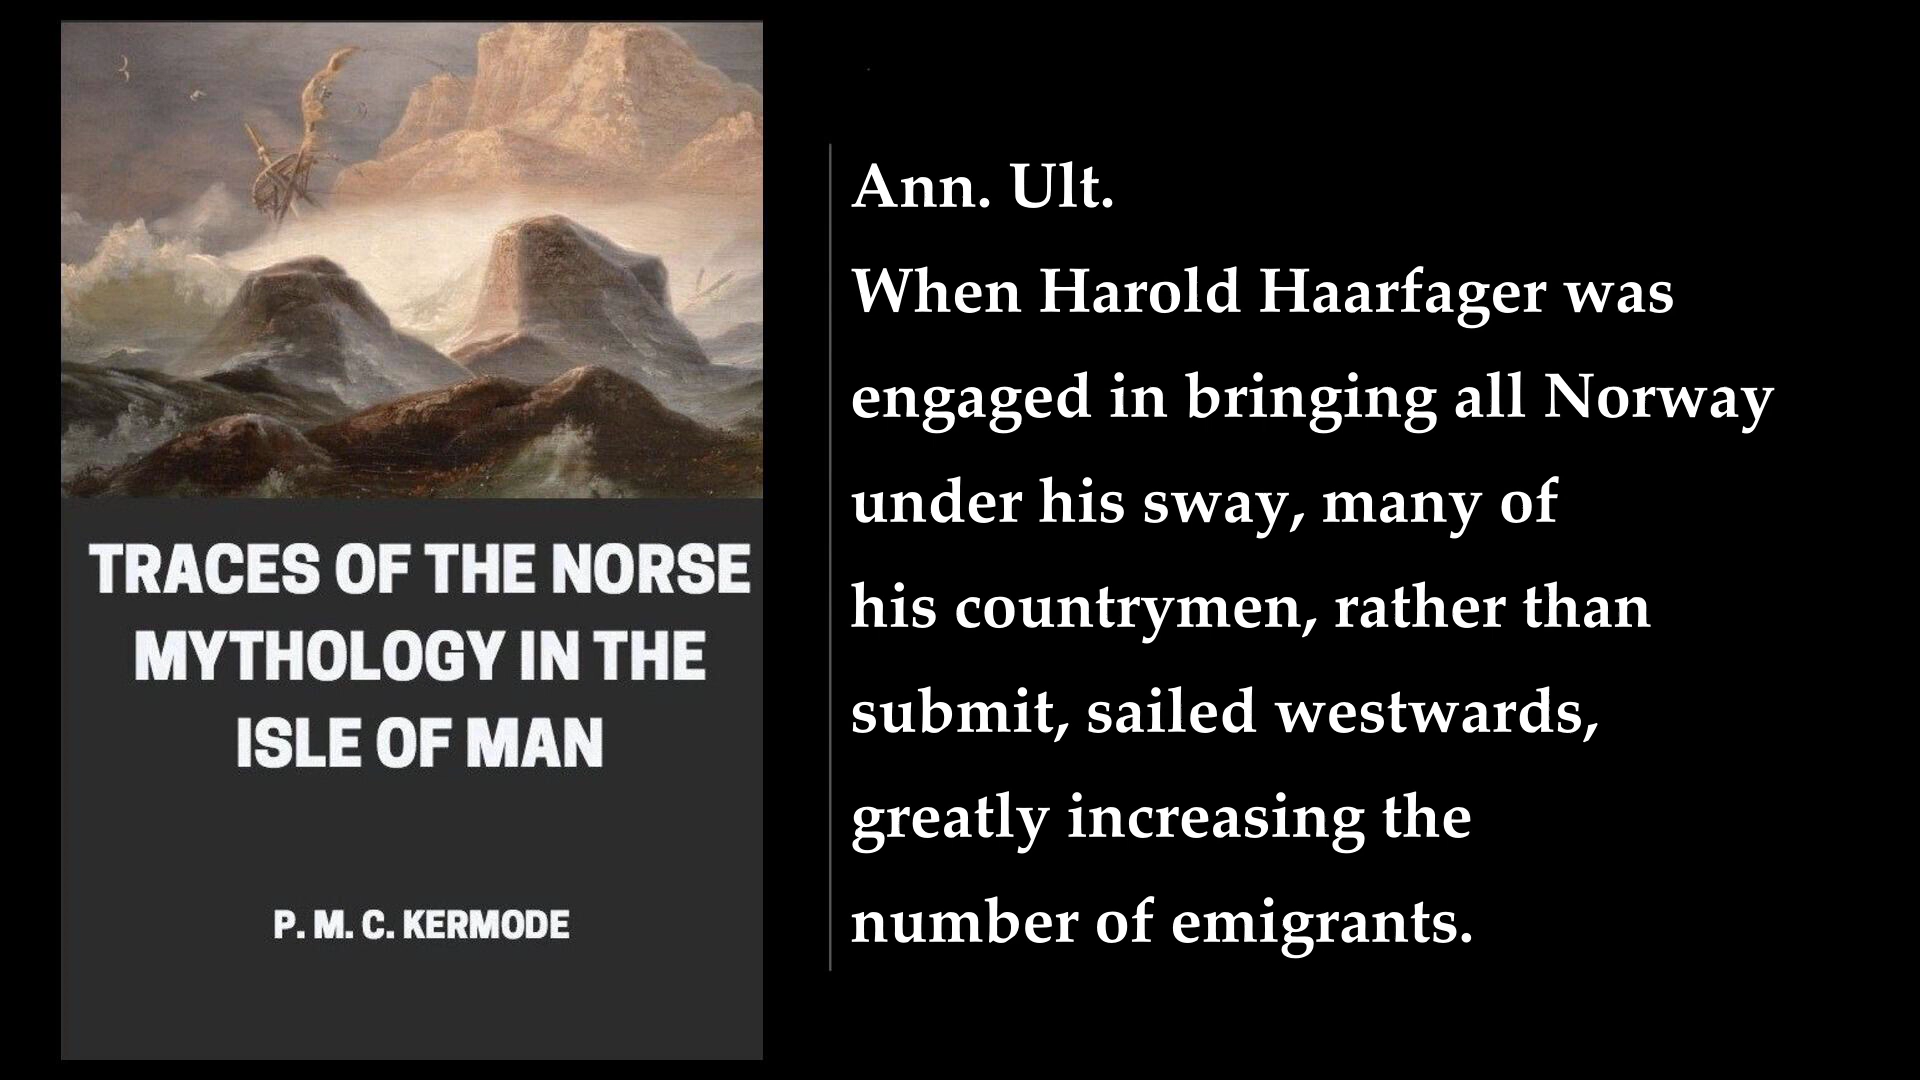 TRACES OF THE NORSE
MYTHOLOGY IN THE
ISLE OF MAN
P. M. C. KERMODE
Ann. Ult.
When Harold Haarfager was
engaged in bringing all Norway
under his sway, many of
his countrymen, rather than
submit, sailed westwards,
greatly increasing the
number of emigrants.